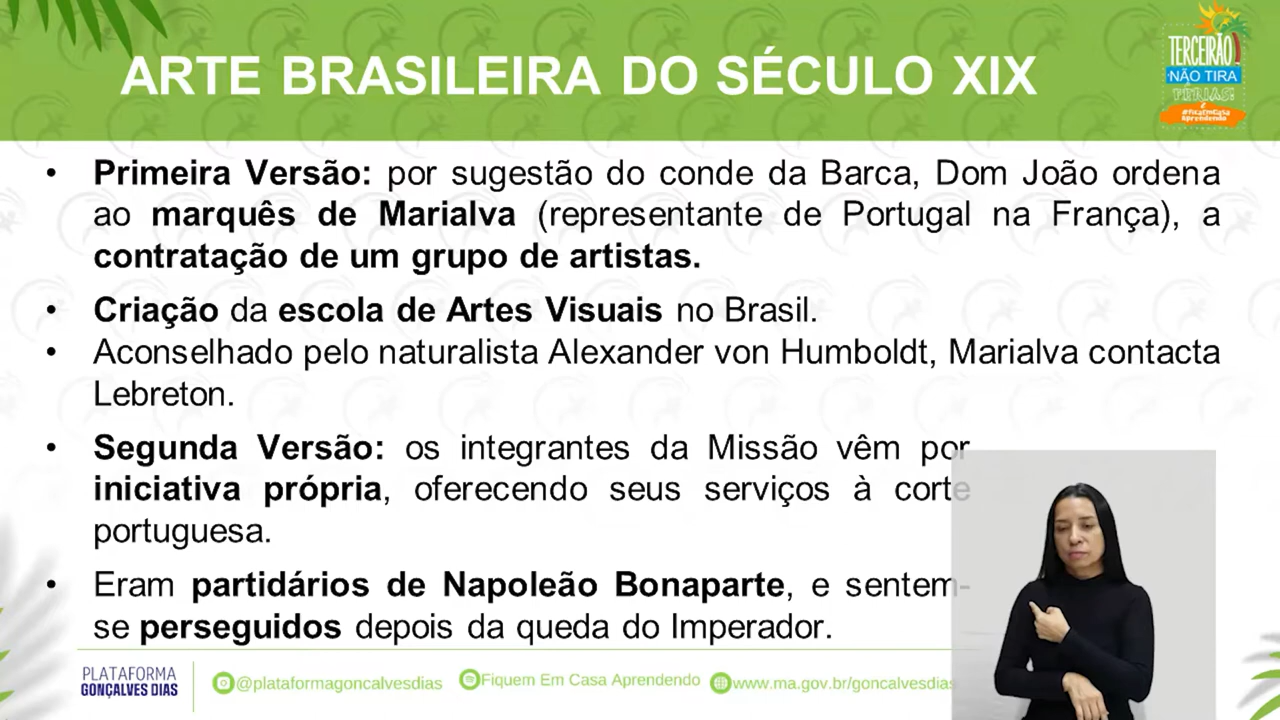 ARTE BRASILEIRA DO SÉCULO XIX
TERCEIRÃO!
NÃO TIRA
FÉRIAS!
é
#FiqueEmCasa
Aprendendo
• Primeira Versão: por sugestão do conde da Barca, Dom João ordena
ao marquês de Marialva (representante de Portugal na França), a
contratação de um grupo de artistas.
• Criação da escola de Artes Visuais no Brasil.
• Aconselhado pelo naturalista Alexander von Humboldt, Marialva contacta
Lebreton.
• Segunda Versão: os integrantes da Missão vêm por
iniciativa própria, oferecendo seus serviços à corte
portuguesa.
• Eram partidários de Napoleão Bonaparte, e sentem-
se perseguidos depois da queda do Imperador.
PLATAFORMA
GONÇALVES DIAS
@plataformagoncalvesdias
Fiquem Em Casa Aprendendo
www.ma.gov.br/goncalvesdias